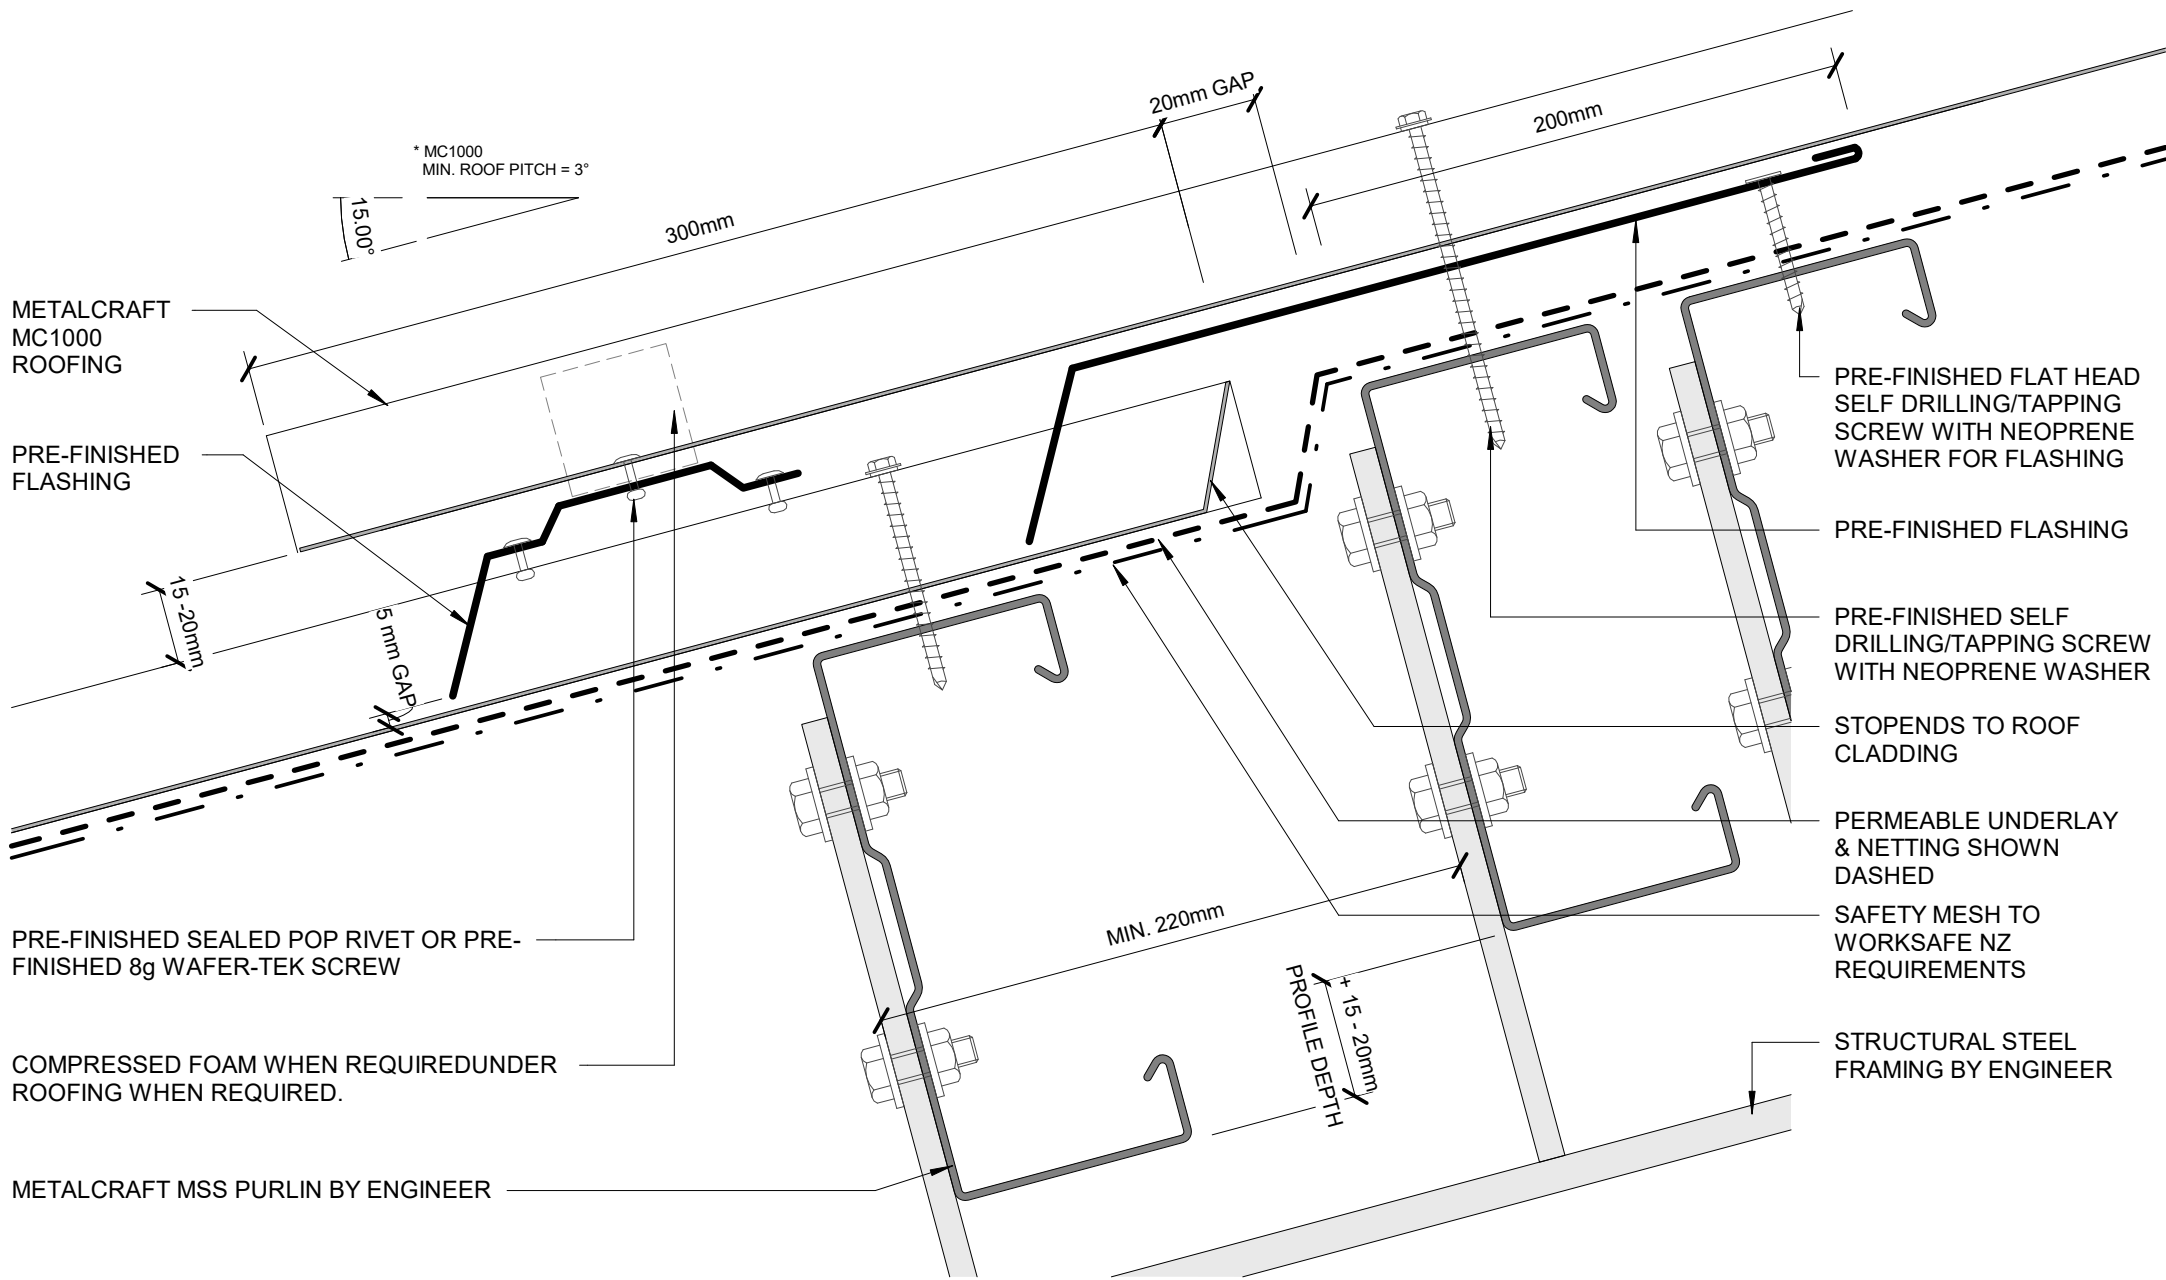 20mm GAP
200mm
* MC1000
MIN. ROOF PITCH = 3°
15.00°
300mm
METALCRAFT
MC1000
ROOFING
PRE-FINISHED
FLASHING
15 -20mm
5 mm GAP
PRE-FINISHED SEALED POP RIVET OR PRE-
FINISHED 8g WAFER-TEK SCREW
COMPRESSED FOAM WHEN REQUIREDUNDER
ROOFING WHEN REQUIRED.
METALCRAFT MSS PURLIN BY ENGINEER
MIN. 220mm
PROFILE DEPTH
+ 15 - 20mm
PRE-FINISHED FLAT HEAD
SELF DRILLING/TAPPING
SCREW WITH NEOPRENE
WASHER FOR FLASHING
PRE-FINISHED FLASHING
PRE-FINISHED SELF
DRILLING/TAPPING SCREW
WITH NEOPRENE WASHER
STOPENDS TO ROOF
CLADDING
PERMEABLE UNDERLAY
& NETTING SHOWN
DASHED
SAFETY MESH TO
WORKSAFE NZ
REQUIREMENTS
STRUCTURAL STEEL
FRAMING BY ENGINEER